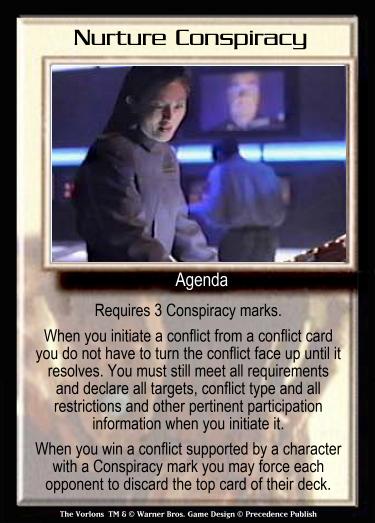 Nurture Conspiracy
Agenda
Requires 3 Conspiracy marks.
When you initiate a conflict from a conflict card
you do not have to turn the conflict face up until it
resolves. You must still meet all requirements
and declare all targets, conflict type and all
restrictions and other pertinent participation
information when you initiate it.
When you win a conflict supported by a character
with a Conspiracy mark you may force each
opponent to discard the top card of their deck.
The Vorlons TM & © Warner Bros. Game Design © Precedence Publish